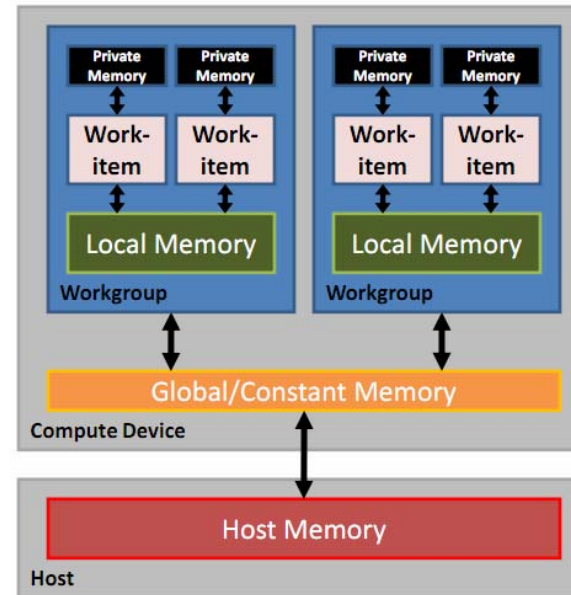 Private
Memory
Private
Memory
Private
Memory
Private
Memory
Work-
item
Work-
item
Work-
item
Work-
item
Local Memory
Local Memory
Workgroup
Workgroup
Global/Constant Memory
Compute Device
Host Memory
Host